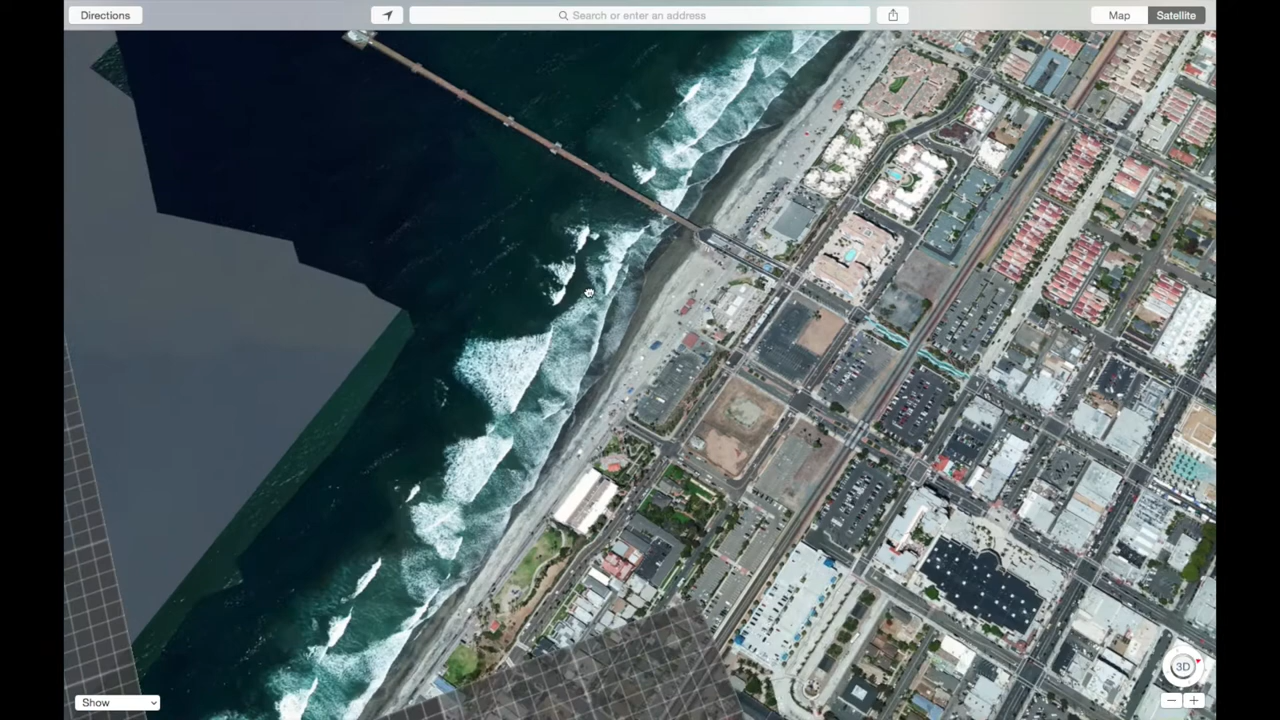 Directions
Search or enter an address
Map
Satellite
3D
Show